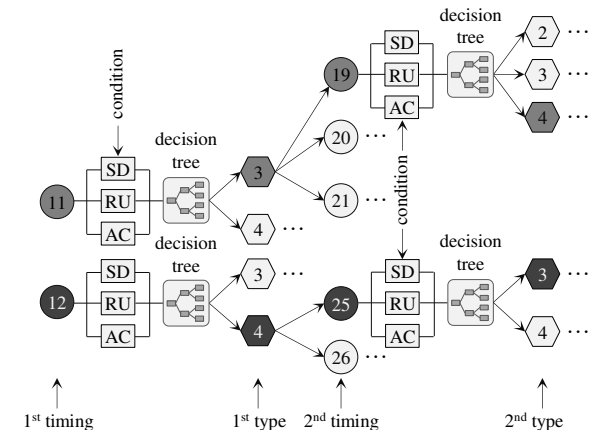 decision
tree
2
...
SD
condition
19
RU
3
...
AC
4
...
decision
tree
20
...
SD
3
11
RU
21
...
condition
AC
4
...
decision
tree
decision
tree
SD
3
...
SD
3
...
12
RU
25
RU
AC
4
AC
4
...
26
...
1st timing
1st type
2nd timing
2nd type